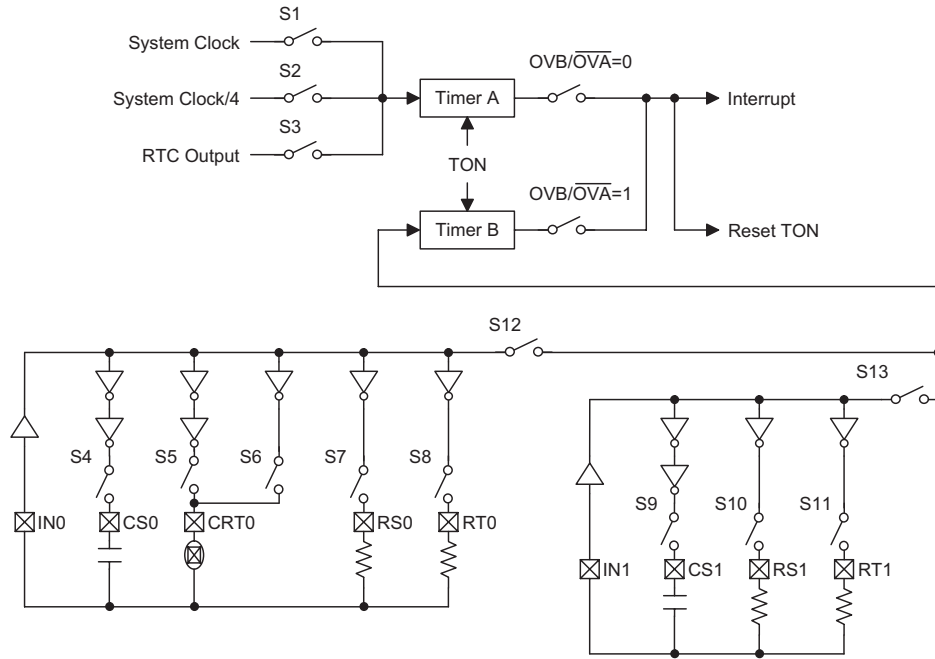 S1
System Clock
S2
OVB/O̅V̅A̅=0
System Clock/4
Timer A
Interrupt
S3
RTC Output
TON
OVB/O̅V̅A̅=1
Timer B
Reset TON
S12
S13
S4
S5
S6
S7
S8
S9
S10
S11
IN0
CS0
CRT0
RS0
RT0
IN1
CS1
RS1
RT1